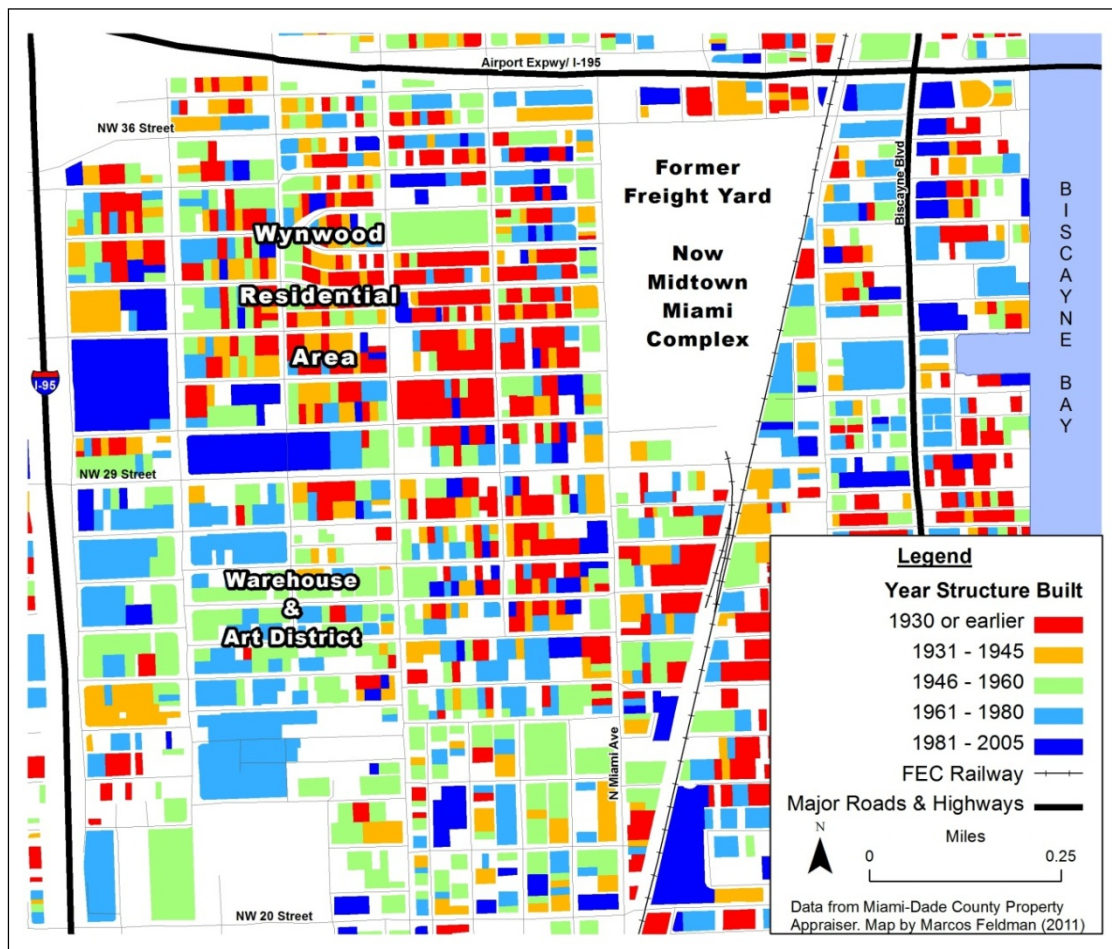 Airport Expwy/ I-195
NW 36 Street
Former
Freight Yard
Now
Midtown
Miami
Complex
Biscayne Blvd
BISCAYNE BAY
Wynwood
Residential
Area
I-95
NW 29 Street
Warehouse
&
Art District
N Miami Ave
NW 20 Street
Legend
Year Structure Built
1930 or earlier
1931 - 1945
1946 - 1960
1961 - 1980
1981 - 2005
FEC Railway
Major Roads & Highways
N
Miles
0 0.25
Data from Miami-Dade County Property
Appraiser. Map by Marcos Feldman (2011)